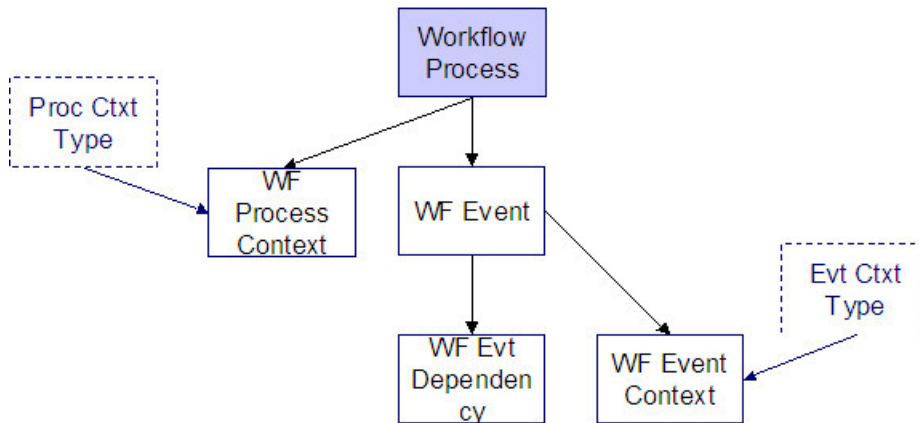 Workflow
Process
Proc Ctxt
Type
WF
Process
Context
WF Event
Evt Ctxt
Type
WF Evt
Dependen
cy
WF Event
Context